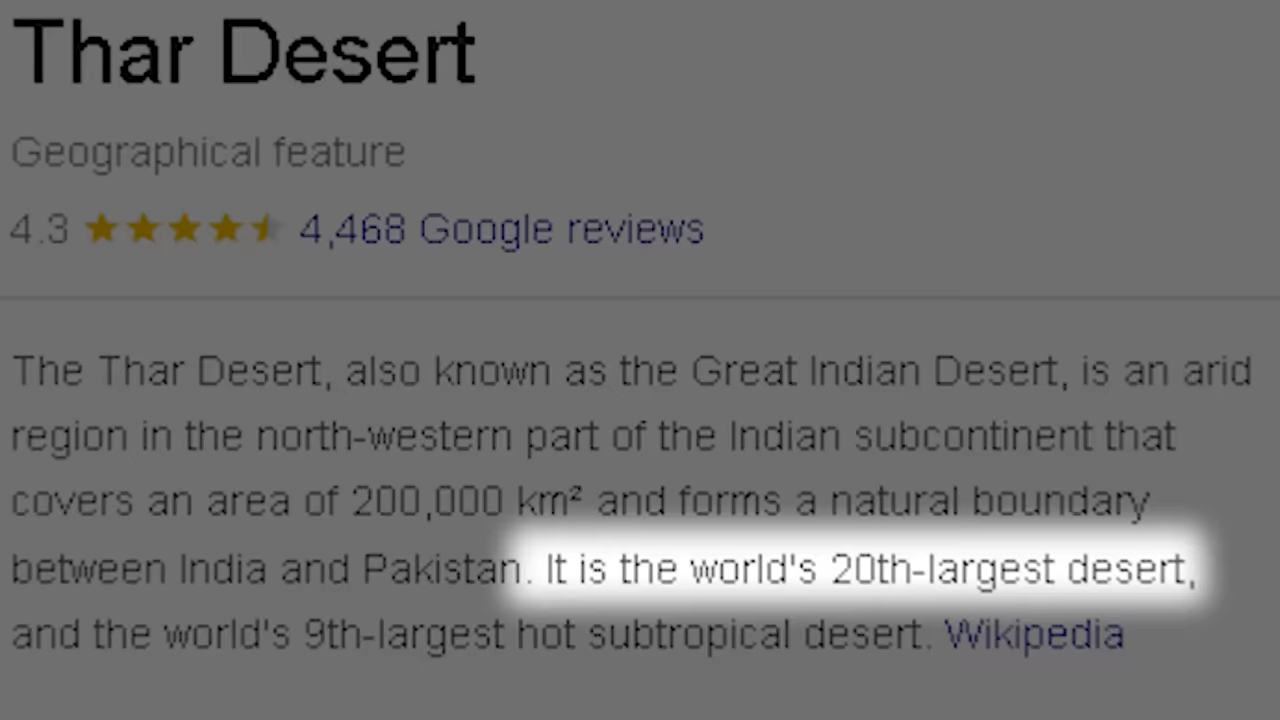 Thar Desert
Geographical feature
4.3 4,468 Google reviews
The Thar Desert, also known as the Great Indian Desert, is an arid
region in the north-western part of the Indian subcontinent that
covers an area of 200,000 km² and forms a natural boundary
between India and Pakistan. It is the world's 20th-largest desert,
and the world's 9th-largest hot subtropical desert. Wikipedia